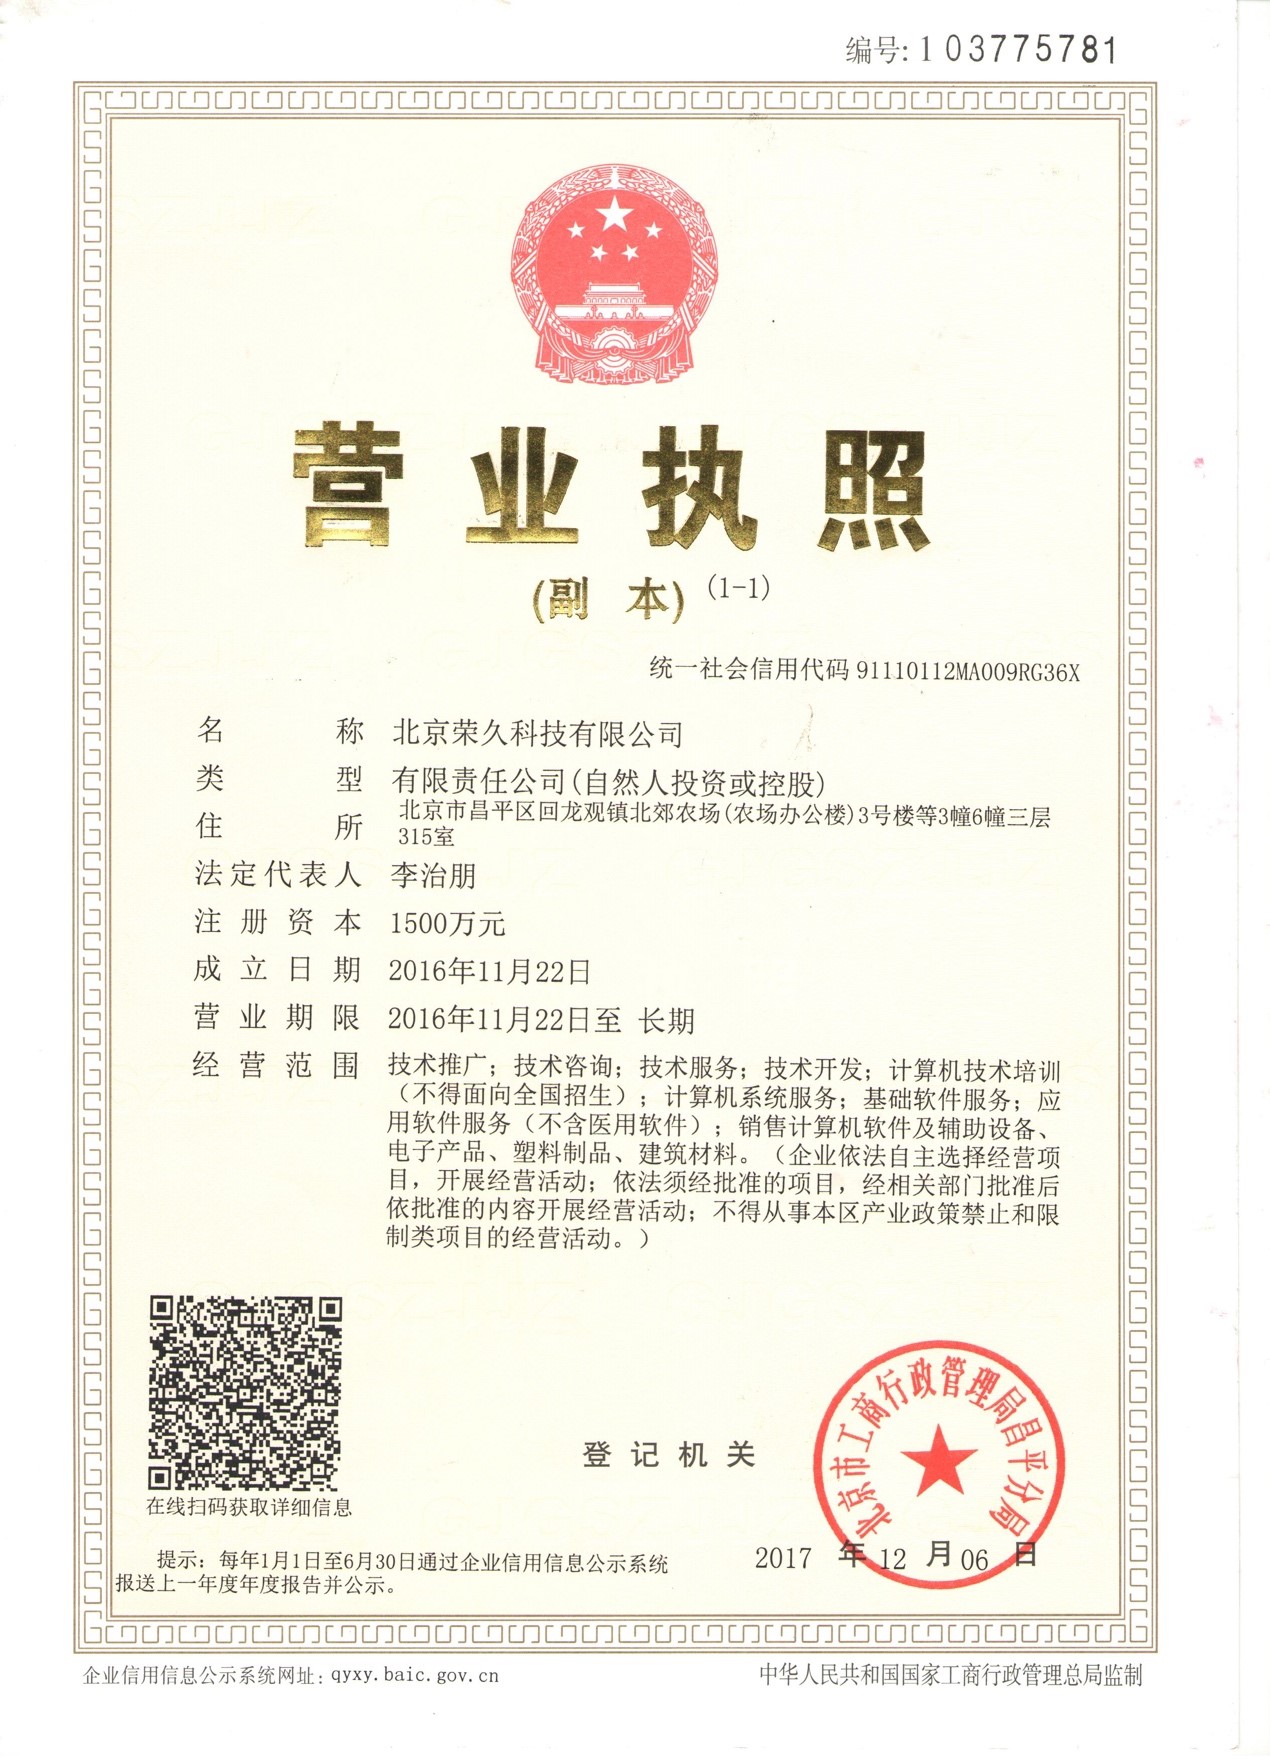 编号: 103775781
营业执照
(副 本) (1-1)
统一社会信用代码 91110112MA009RG36X
名称 北京荣久科技有限公司
类型 有限责任公司(自然人投资或控股)
住所 北京市昌平区回龙观镇北郊农场(农场办公楼)3号楼等3幢6幢三层
315室
法定代表人 李治朋
注册资本 1500万元
成立日期 2016年11月22日
营业期限 2016年11月22日至 长期
经营范围 技术推广；技术咨询；技术服务；技术开发；计算机技术培训
（不得面向全国招生）；计算机系统服务；基础软件服务；应
用软件服务（不含医用软件）；销售计算机软件及辅助设备、
电子产品、塑料制品、建筑材料。（企业依法自主选择经营项
目，开展经营活动；依法须经批准的项目，经相关部门批准后
依批准的内容开展经营活动；不得从事本区产业政策禁止和限
制类项目的经营活动。）
在线扫码获取详细信息
登记机关
北京市工商行政管理局昌平分局
2017 年 12 月 06 日
提示：每年1月1日至6月30日通过企业信用信息公示系统
报送上一年度年度报告并公示。
企业信用信息公示系统网址：qyxy.baic.gov.cn
中华人民共和国国家工商行政管理总局监制